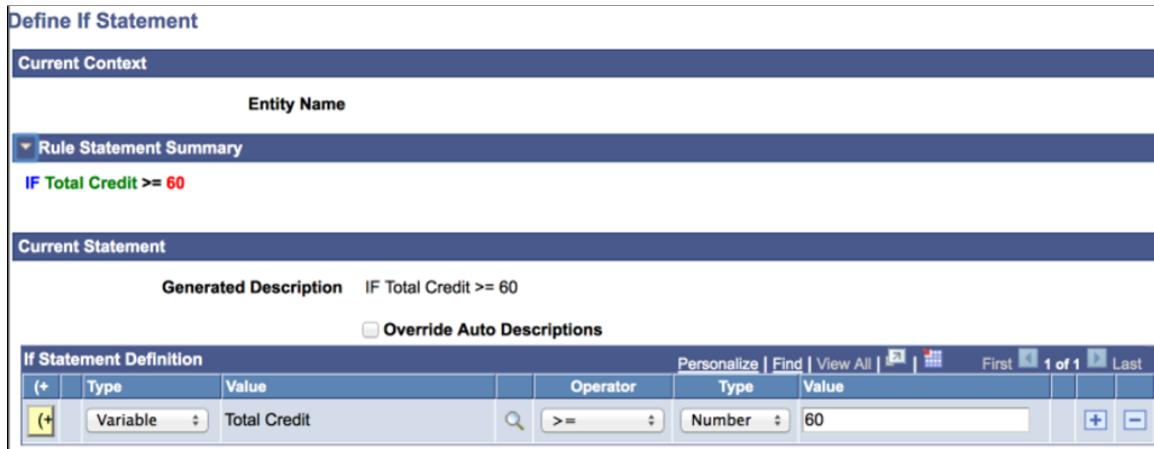 Define If Statement
Current Context
Entity Name
Rule Statement Summary
IF Total Credit >= 60
Current Statement
Generated Description IF Total Credit >= 60
Override Auto Descriptions
If Statement Definition Personalize | Find | View All | | First 1 of 1 Last
(+ Type Value Operator Type Value
(+ Variable Total Credit >= Number 60 + -